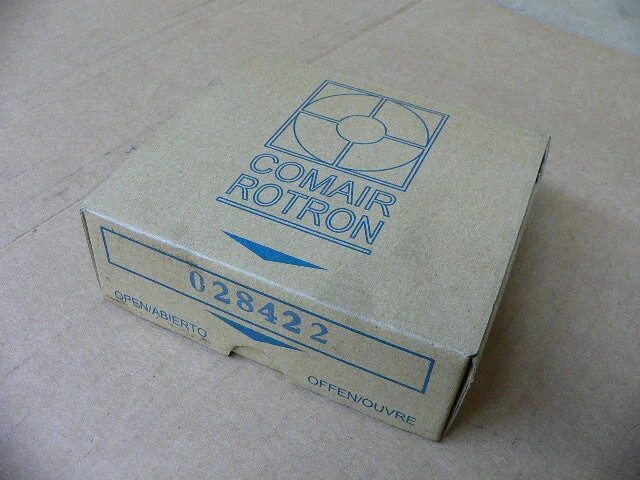 COMAIR
ROTRON
028422
OPEN/ABIERTO
OFFEN/OUVRE